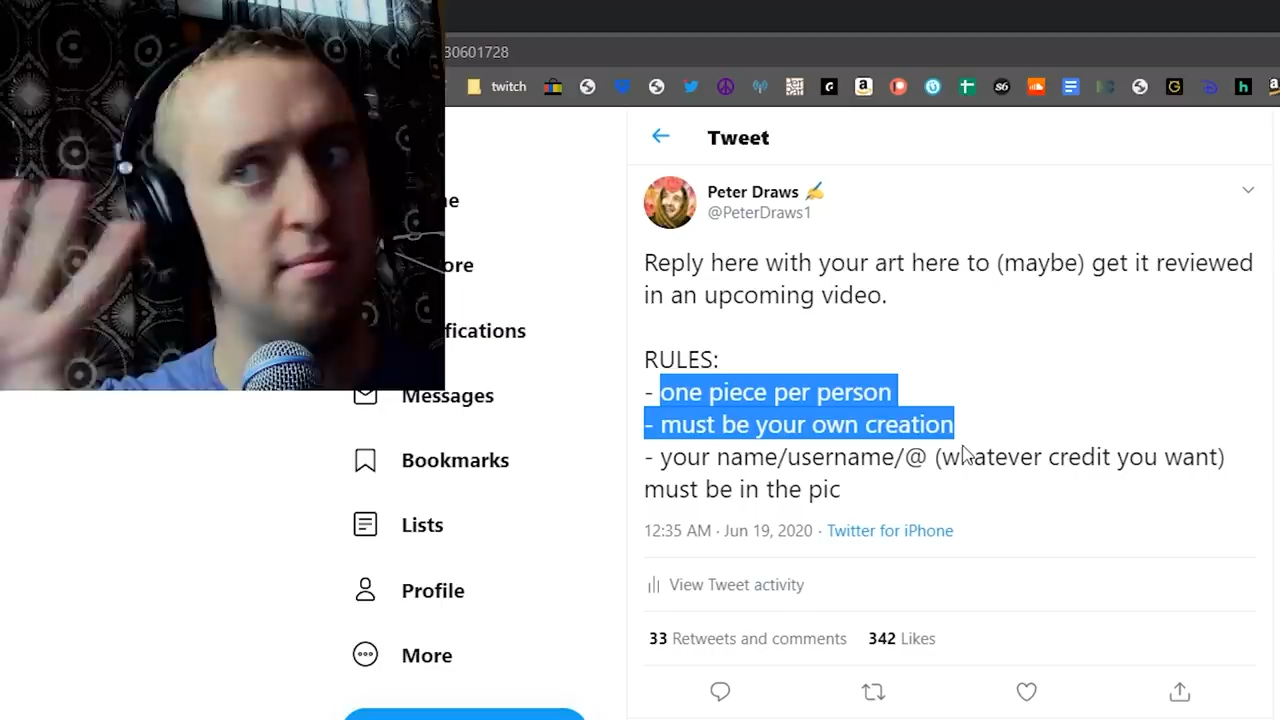 30601728
twitch
Tweet
Peter Draws
@PeterDraws1
Reply here with your art here to (maybe) get it reviewed
in an upcoming video.
RULES:
- one piece per person
- must be your own creation
- your name/username/@ (whatever credit you want)
must be in the pic
12:35 AM · Jun 19, 2020 · Twitter for iPhone
View Tweet activity
33 Retweets and comments 342 Likes
Messages
Bookmarks
Lists
Profile
More